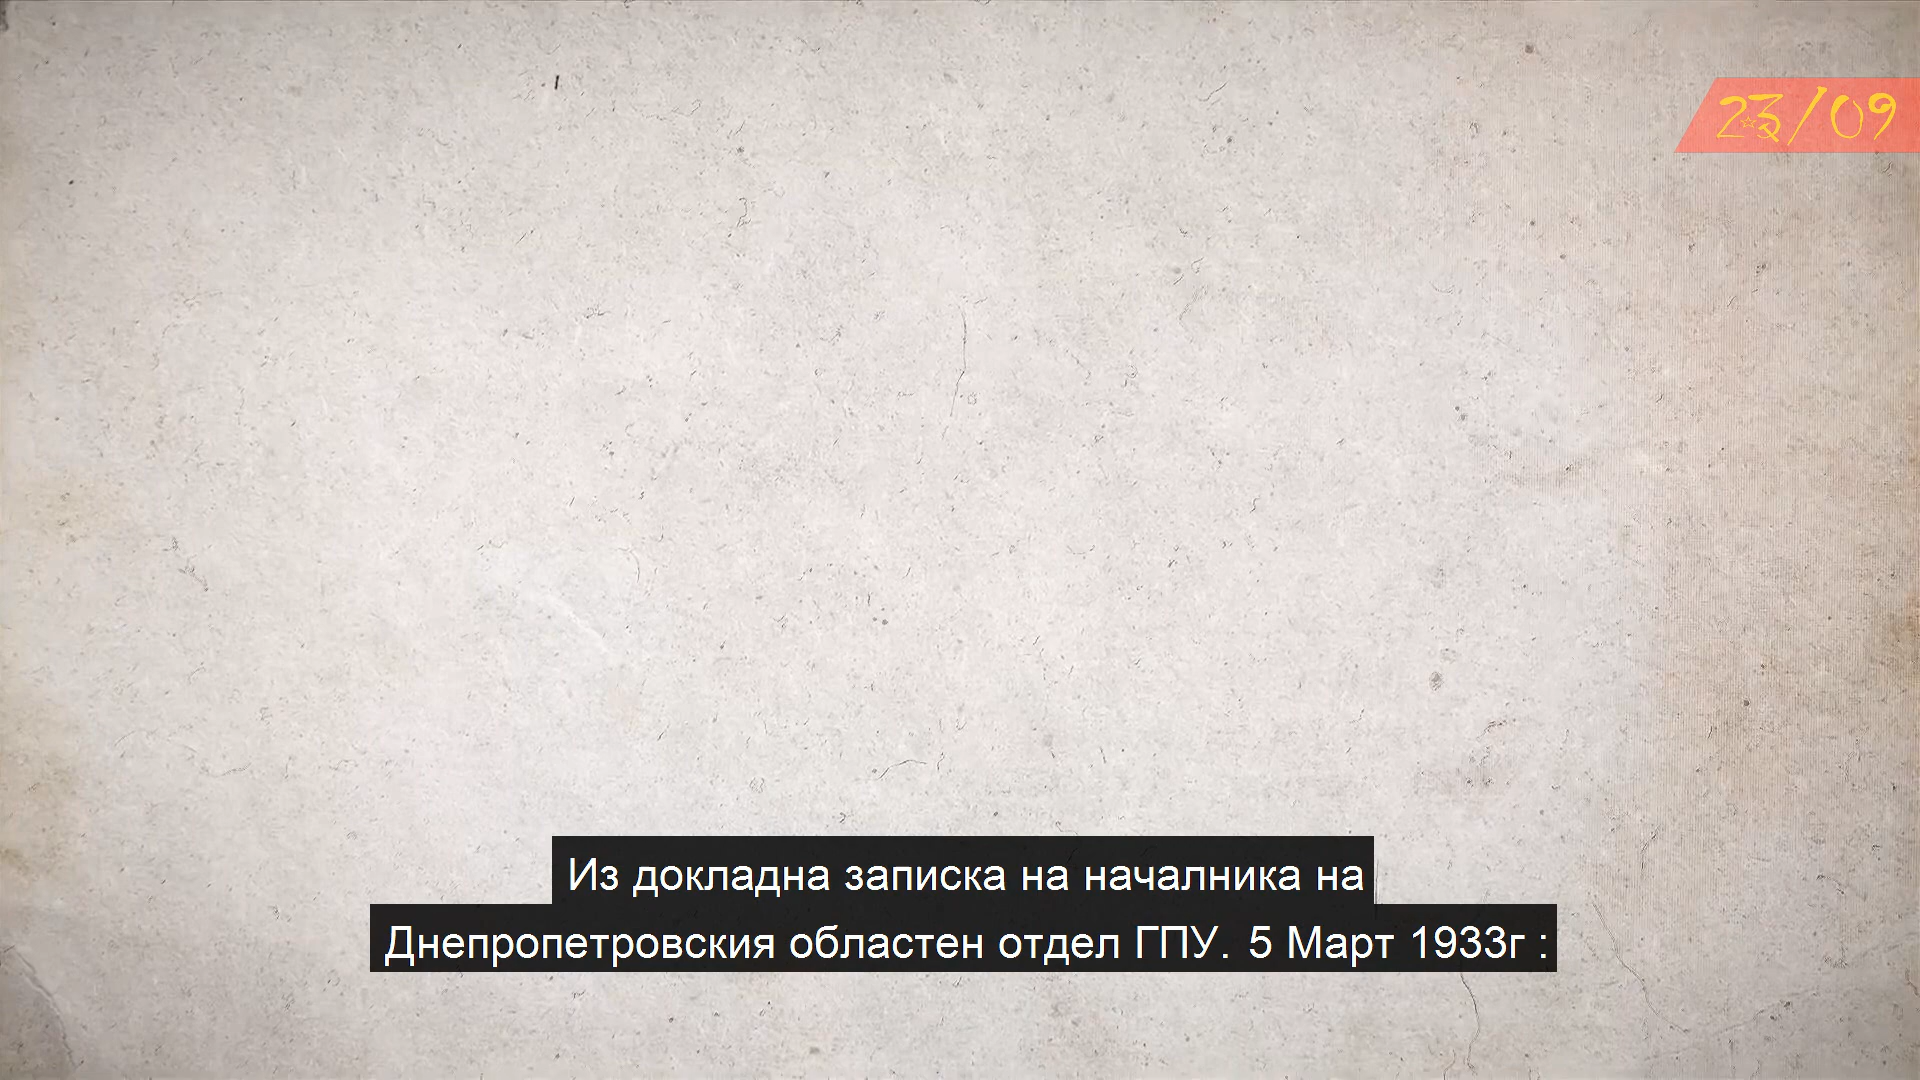 23/09
Из докладна записка на началника на
Днепропетровския областен отдел ГПУ. 5 Март 1933г :